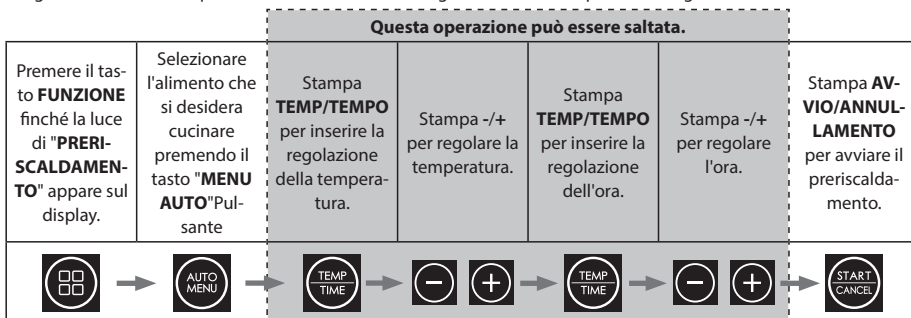 Questa operazione può essere saltata.
Premere il tas-
to FUNZIONE
finché la luce
di "PRERI-
SCALDAMEN-
TO" appare sul
display.
Selezionare
l'alimento che
si desidera
cucinare
premendo il
tasto "MENU
AUTO"Pul-
sante
Stampa
TEMP/TEMPO
per inserire la
regolazione
della tempera-
tura.
Stampa -/+
per regolare la
temperatura.
Stampa
TEMP/TEMPO
per inserire la
regolazione
dell'ora.
Stampa -/+
per regolare
l'ora.
Stampa AV-
VIO/ANNUL-
LAMENTO
per avviare il
preriscalda-
mento.
AUTO
MENU
TEMP
TIME
- +
TEMP
TIME
- +
START
CANCEL